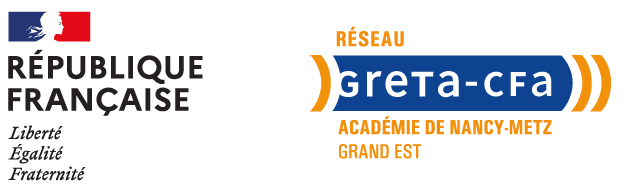 RÉPUBLIQUE
FRANÇAISE
Liberté
Égalité
Fraternité
RÉSEAU
GRETA-CFA
ACADÉMIE DE NANCY-METZ
GRAND EST